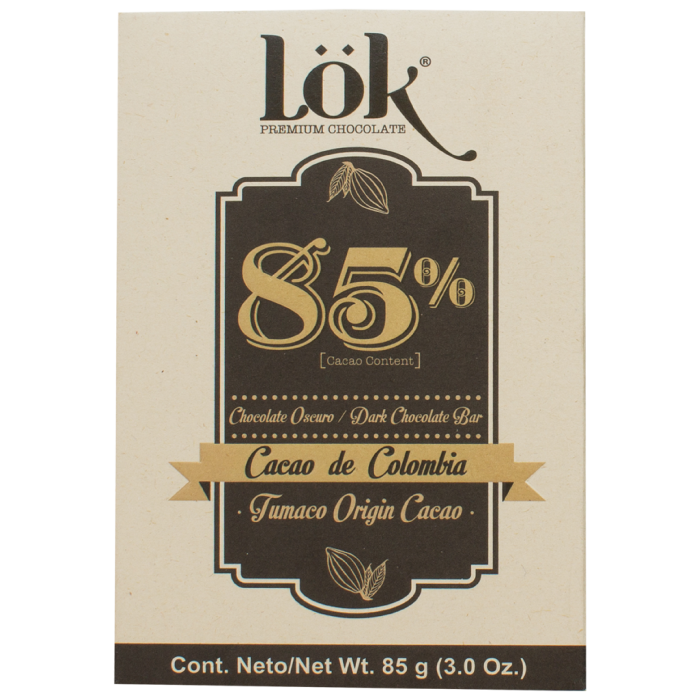 Lök®
PREMIUM CHOCOLATE
85%
[Cacao Content]
Chocolate Oscuro / Dark Chocolate Bar
Cacao de Colombia
· Tumaco Origin Cacao ·
Cont. Neto/Net Wt. 85 g (3.0 Oz.)